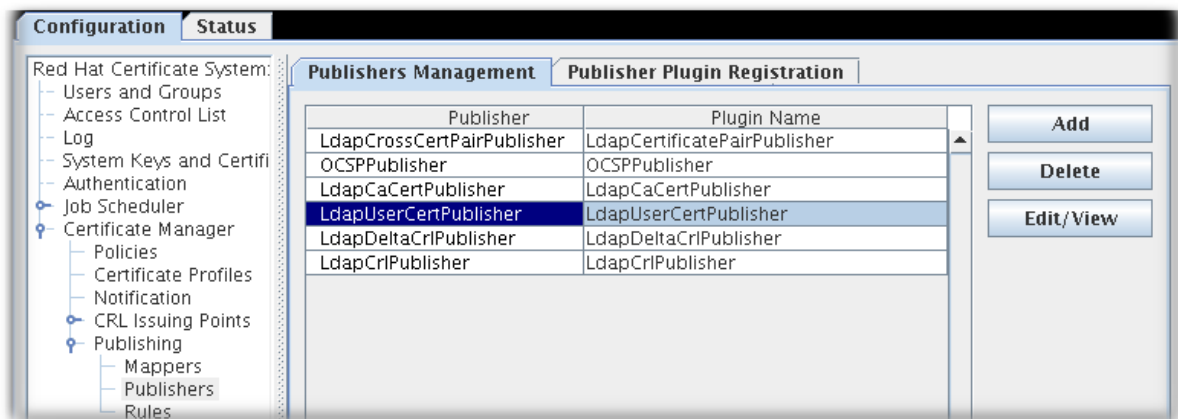 Configuration Status
Red Hat Certificate System:
Users and Groups
Access Control List
Log
System Keys and Certifi
Authentication
Job Scheduler
Certificate Manager
Policies
Certificate Profiles
Notification
CRL Issuing Points
Publishing
Mappers
Publishers
Rules
Publishers Management Publisher Plugin Registration
Publisher Plugin Name
LdapCrossCertPairPublisher LdapCertificatePairPublisher
OCSPPublisher OCSPPublisher
LdapCaCertPublisher LdapCaCertPublisher
LdapUserCertPublisher LdapUserCertPublisher
LdapDeltaCrlPublisher LdapDeltaCrlPublisher
LdapCrlPublisher LdapCrlPublisher
Add
Delete
Edit/View